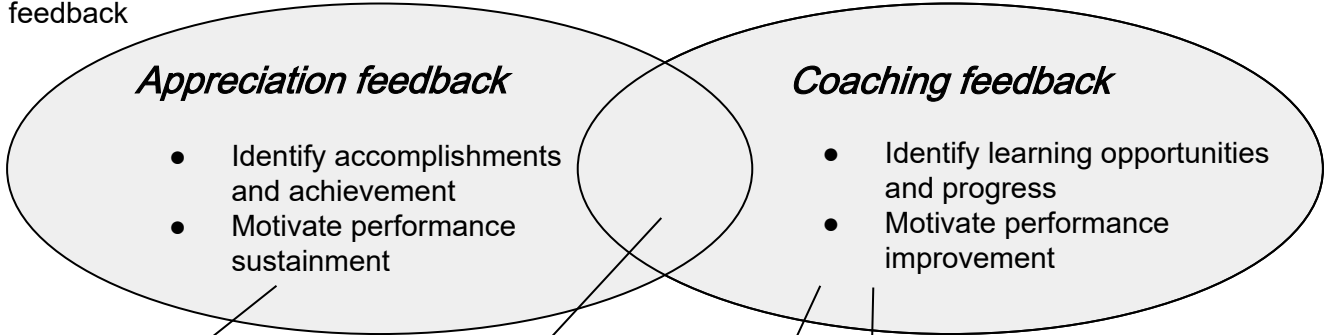 feedback
Appreciation feedback
● Identify accomplishments
and achievement
● Motivate performance
sustainment
Coaching feedback
● Identify learning opportunities
and progress
● Motivate performance
improvement